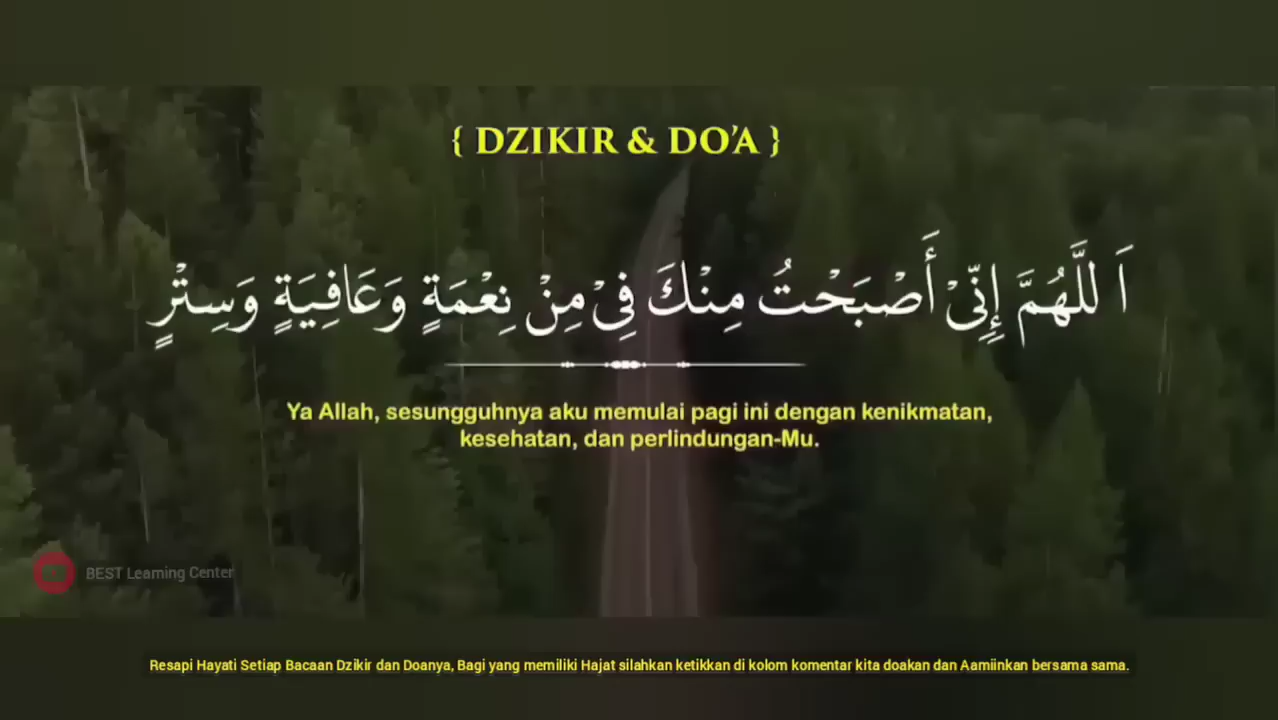 { DZIKIR & DO’A }
اَ للَّهُمَّ إِنِّىْ أَصْبَحْتُ مِنْكَ فِىْ مِنْ نِعْمَةٍ وَعَافِيَةٍ وَسِتْرٍ
Ya Allah, sesungguhnya aku memulai pagi ini dengan kenikmatan,
kesehatan, dan perlindungan-Mu.
BEST Learning Center
Resapi Hayati Setiap Bacaan Dzikir dan Doanya, Bagi yang memiliki Hajat silahkan ketikkan di kolom komentar kita doakan dan Aamiinkan bersama sama.